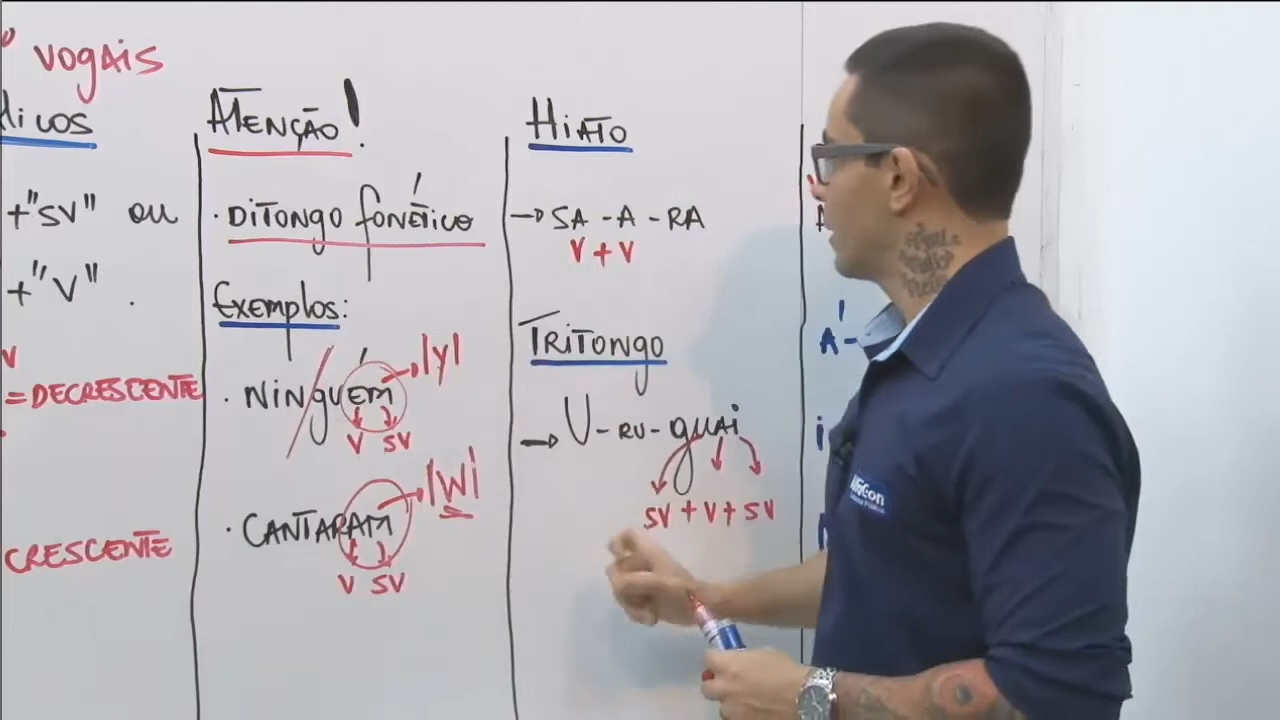 vogais
+"SV" ou
+"V".
V
= DECRESCENTE
CRESCENTE
ATENÇÃO!
· DITONGO fonético
Exemplos:
· NINguÉM → |y|
V SV
· CANTARAM → |W|
V SV
HIATO
→ SA - A - RA
V + V
TRITONGO
→ U - RU - guAi
SV + V + SV
A
A'-
i
AlfaCon